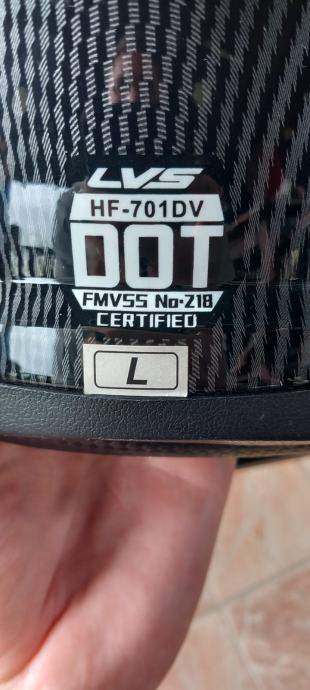 LVS
HF-701DV
DOT
FMVSS No-218
CERTIFIED
L